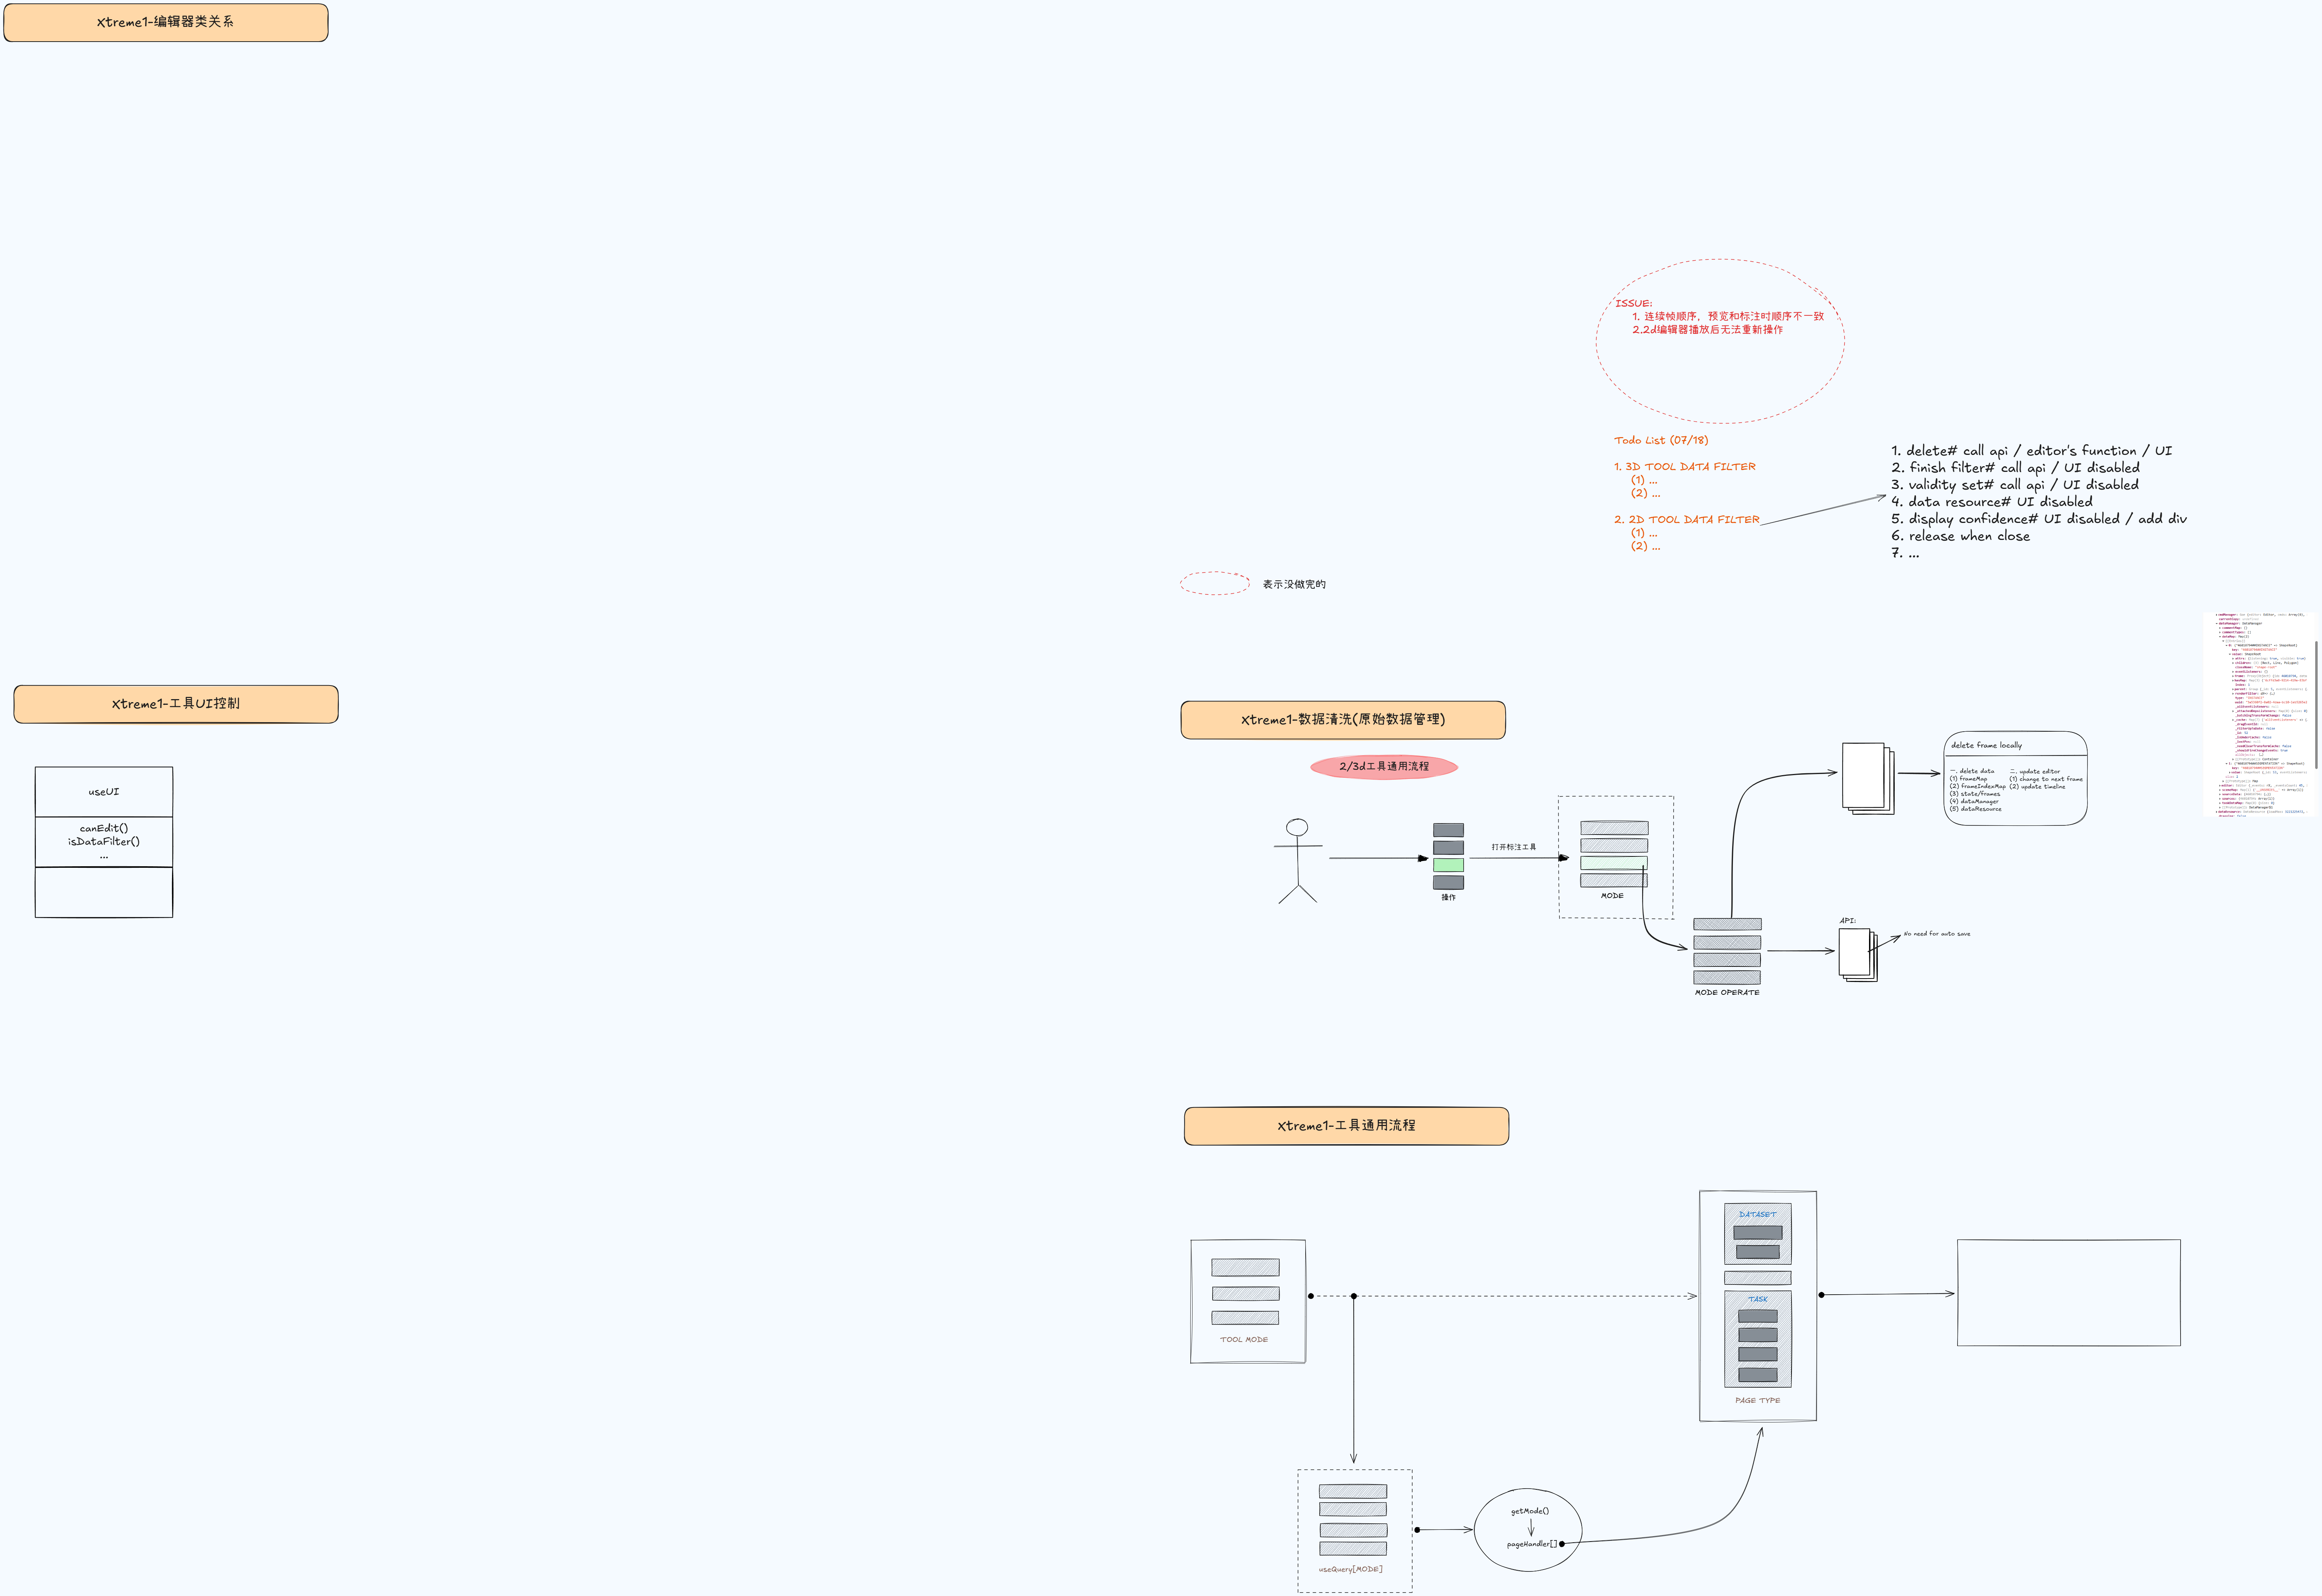 Xtreme1-编辑器类关系
ISSUE:
1. 连续帧顺序，预览和标注时顺序不一致
2.2d编辑器播放后无法重新操作
Todo List (07/18)
1. 3D TOOL DATA FILTER
(1) ...
(2) ...
2. 2D TOOL DATA FILTER
(1) ...
(2) ...
1. delete# call api / editor's function / UI
2. finish filter# call api / UI disabled
3. validity set# call api / UI disabled
4. data resource# UI disabled
5. display confidence# UI disabled / add div
6. release when close
7. ...
表示没做完的
Xtreme1-工具UI控制
useUI
canEdit()
isDataFilter()
...
Xtreme1-数据清洗(原始数据管理)
2/3d工具通用流程
操作
打开标注工具
MODE
MODE OPERATE
delete frame locally
一. delete data
(1) frameMap
(2) frameIndexMap
(3) state/frames
(4) dataManager
(5) dataResource
二. update editor
(1) change to next frame
(2) update timeline
API:
No need for auto save
Xtreme1-工具通用流程
TOOL MODE
DATASET
TASK
PAGE TYPE
useQuery[MODE]
getMode()
pageHandler[]